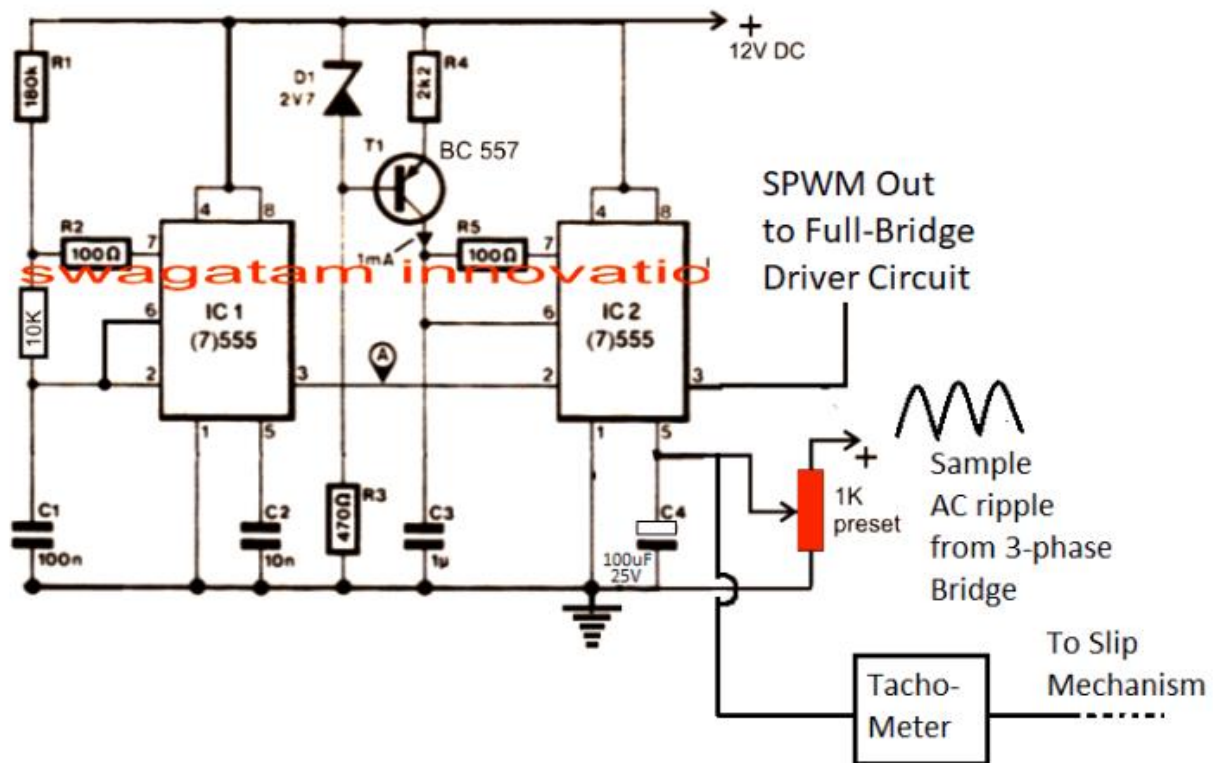 +
12V DC
R1
180k
D1
2V7
R4
2k2
T1
BC 557
4
8
4
8
SPWM Out
to Full-Bridge
Driver Circuit
R2
100Ω
7
1mA
R5
100Ω
7
swagatam innovatio
10K
6
IC 1
(7)555
6
IC 2
(7)555
2
3
A
2
3
1
5
1
5
+
Sample
AC ripple
from 3-phase
Bridge
1K
preset
C1
100n
C2
10n
R3
470Ω
C3
1µ
C4
100uF
25V
To Slip
Mechanism
Tacho-
Meter